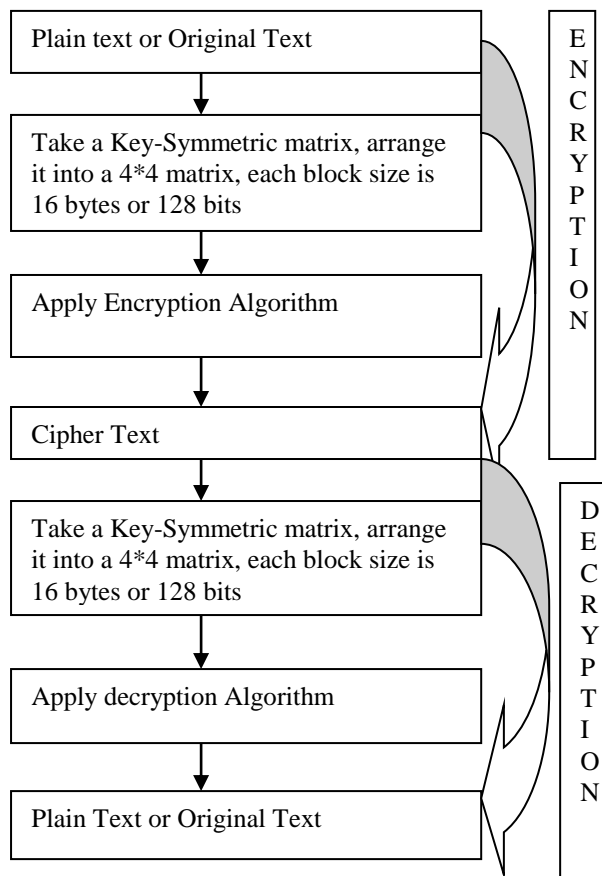 Plain text or Original Text
Take a Key-Symmetric matrix, arrange
it into a 4*4 matrix, each block size is
16 bytes or 128 bits
Apply Encryption Algorithm
Cipher Text
Take a Key-Symmetric matrix, arrange
it into a 4*4 matrix, each block size is
16 bytes or 128 bits
Apply decryption Algorithm
Plain Text or Original Text
E
N
C
R
Y
P
T
I
O
N
D
E
C
R
Y
P
T
I
O
N